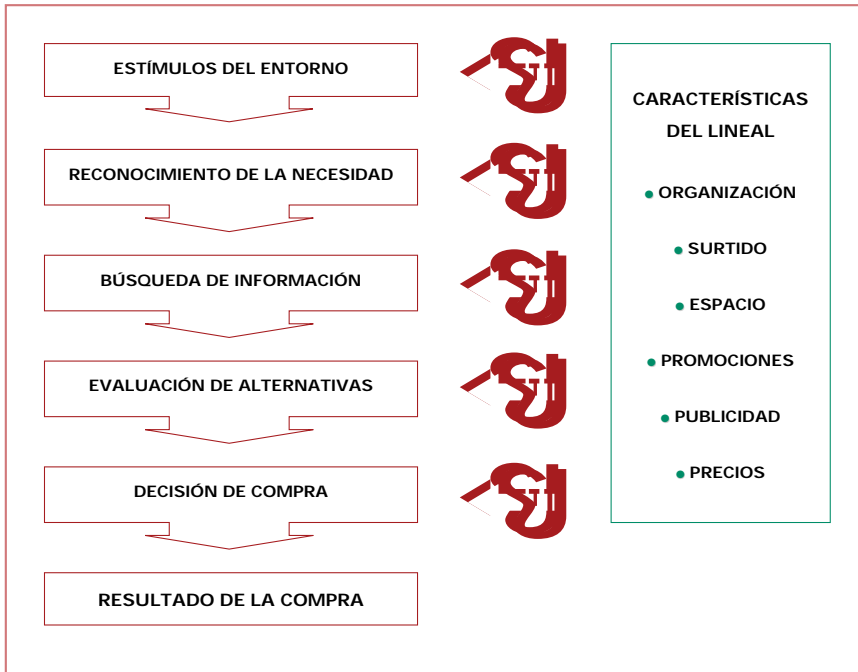 ESTÍMULOS DEL ENTORNO
RECONOCIMIENTO DE LA NECESIDAD
BÚSQUEDA DE INFORMACIÓN
EVALUACIÓN DE ALTERNATIVAS
DECISIÓN DE COMPRA
RESULTADO DE LA COMPRA
CARACTERÍSTICAS
DEL LINEAL
• ORGANIZACIÓN
• SURTIDO
• ESPACIO
• PROMOCIONES
• PUBLICIDAD
• PRECIOS